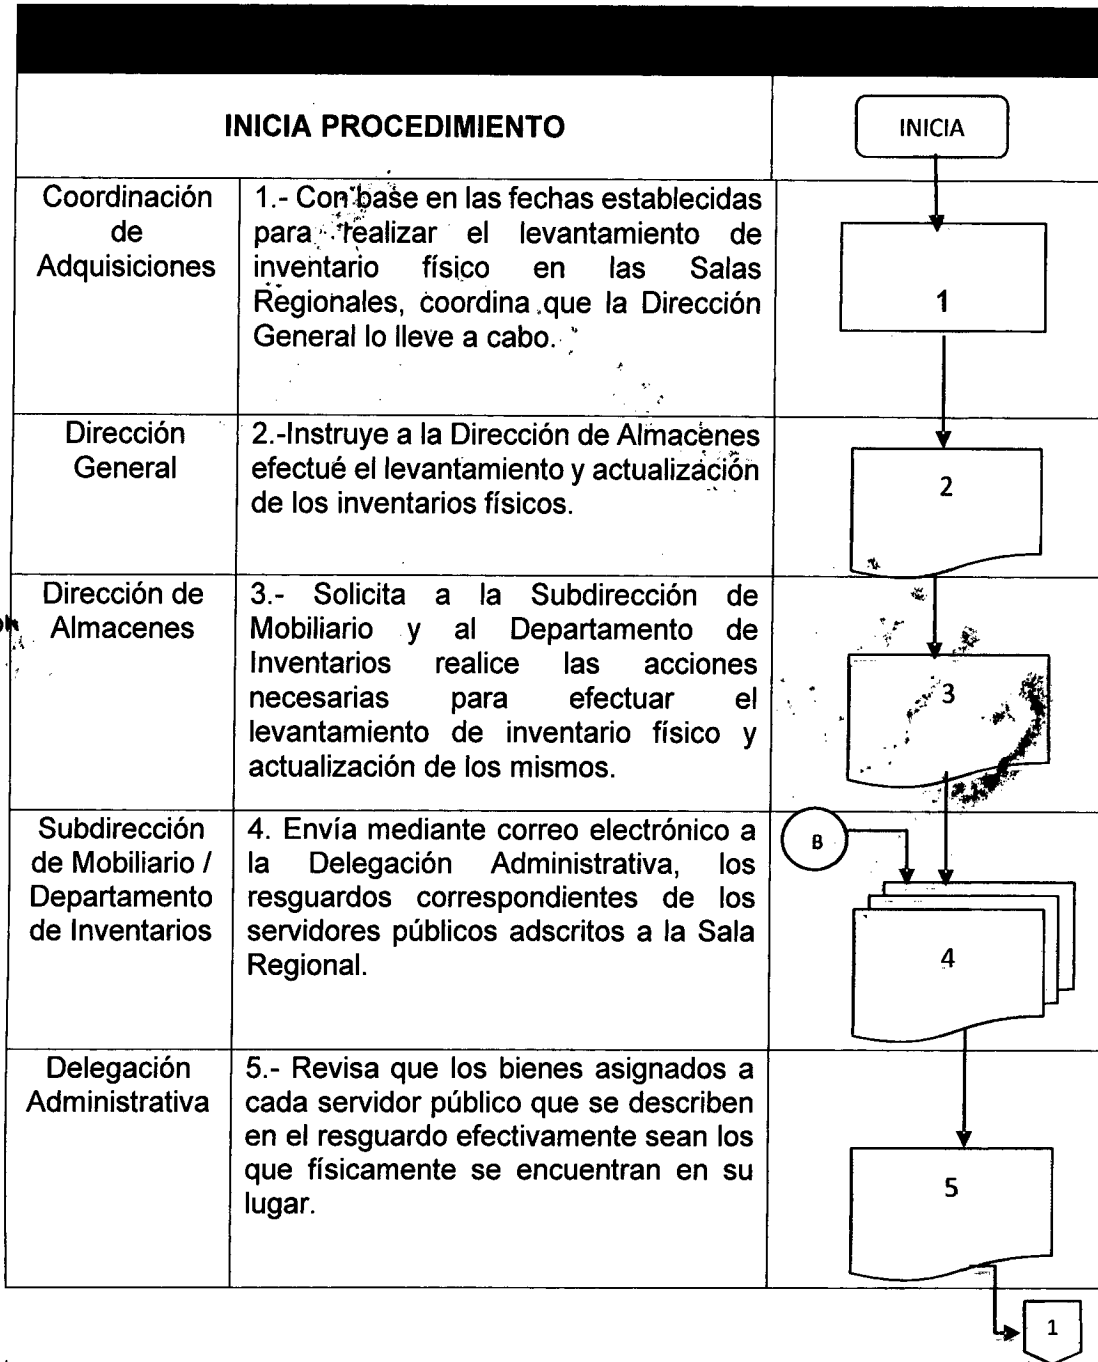 INICIA PROCEDIMIENTO
INICIA
Coordinación
de
Adquisiciones
1.- Con base en las fechas establecidas
para realizar el levantamiento de
inventario físico en las Salas
Regionales, coordina que la Dirección
General lo lleve a cabo.
1
Dirección
General
2.-Instruye a la Dirección de Almacenes
efectué el levantamiento y actualización
de los inventarios físicos.
2
Dirección de
Almacenes
3.- Solicita a la Subdirección de
Mobiliario y al Departamento de
Inventarios realice las acciones
necesarias para efectuar el
levantamiento de inventario físico y
actualización de los mismos.
3
Subdirección
de Mobiliario /
Departamento
de Inventarios
4. Envía mediante correo electrónico a
la Delegación Administrativa, los
resguardos correspondientes de los
servidores públicos adscritos a la Sala
Regional.
B
4
Delegación
Administrativa
5.- Revisa que los bienes asignados a
cada servidor público que se describen
en el resguardo efectivamente sean los
que físicamente se encuentran en su
lugar.
5
1